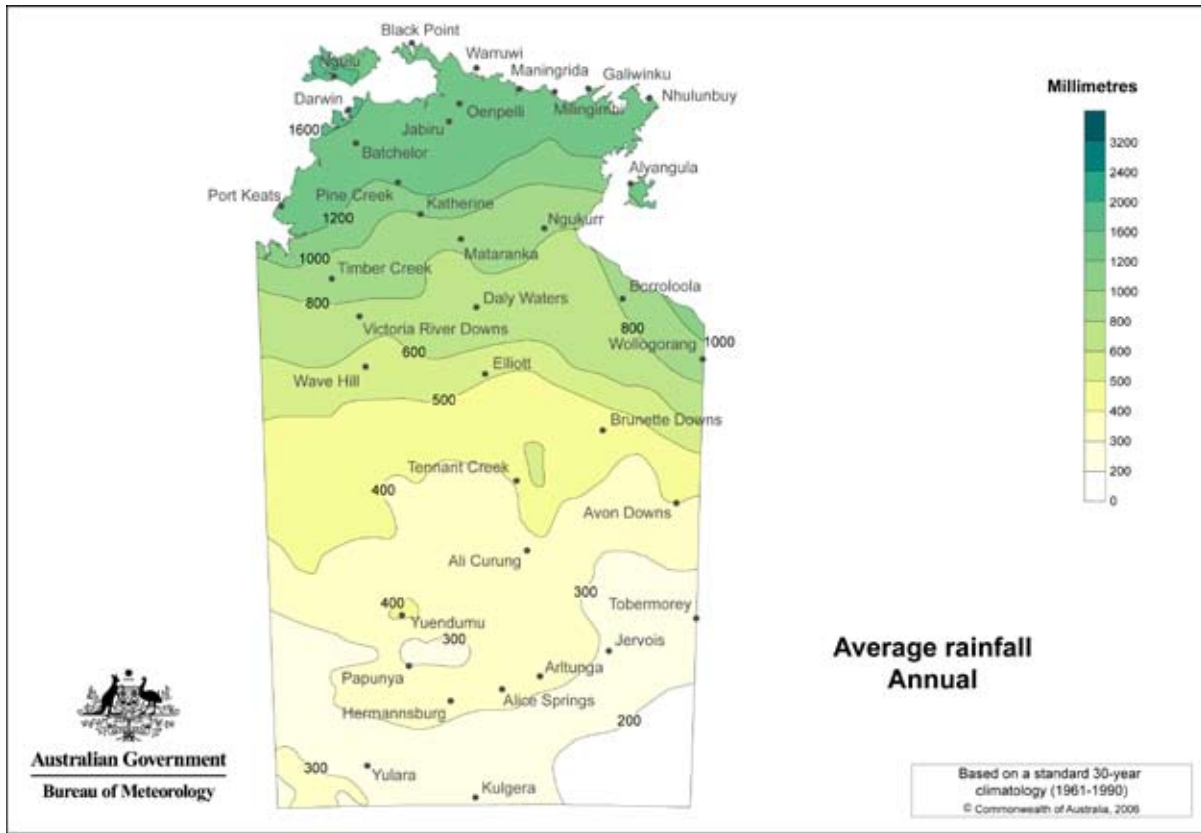 Black Point
Nguiu
Warruwi
Maningrida
Galiwinku
Nhulunbuy
Darwin
Oenpelli
Milingimbi
1600
Jabiru
Batchelor
Alyangula
Port Keats
Pine Creek
1200
Katherine
Ngukurr
1000
Mataranka
Timber Creek
800
Daly Waters
Borroloola
Victoria River Downs
800
1000
Wollogorang
600
Elliott
Wave Hill
500
Brunette Downs
Tennant Creek
400
Avon Downs
Ali Curung
300
400
Tobermorey
Yuendumu
300
Jervois
Papunya
Arltunga
Alice Springs
Hermannsburg
200
300
Yulara
Kulgera
Millimetres
3200
2400
2000
1600
1200
1000
800
600
500
400
300
200
0
Average rainfall
Annual
Australian Government
Bureau of Meteorology
Based on a standard 30-year
climatology (1961-1990)
© Commonwealth of Australia, 2006